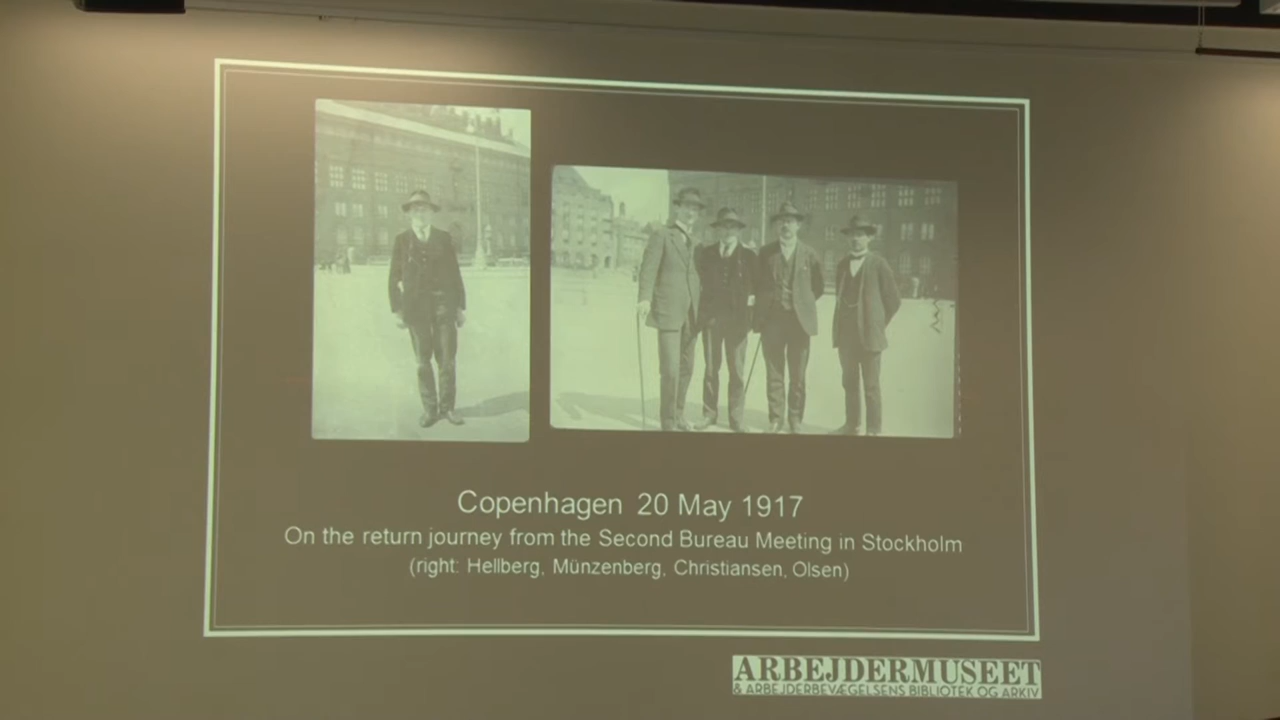 Copenhagen 20 May 1917
On the return journey from the Second Bureau Meeting in Stockholm
(right: Hellberg, Münzenberg, Christiansen, Olsen)
ARBEJDERMUSEET
& ARBEJDERBEVÆGELSENS BIBLIOTEK OG ARKIV